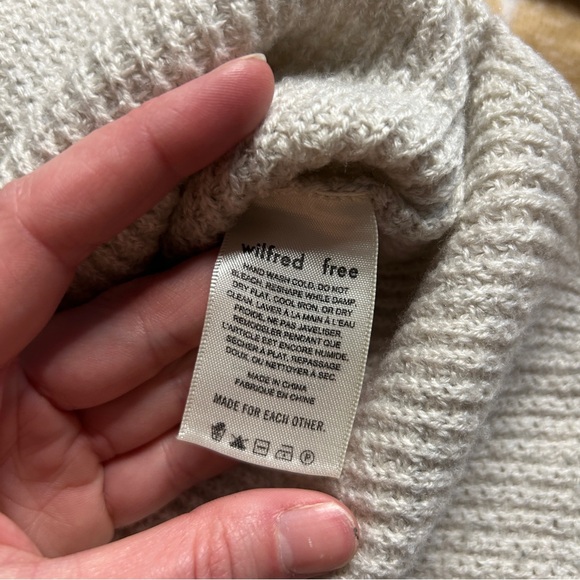 wilfred free
HAND WASH COLD, DO NOT
BLEACH, RESHAPE WHILE DAMP,
DRY FLAT, COOL IRON, OR DRY
CLEAN. LAVER À LA MAIN À L'EAU
FROIDE, NE PAS JAVELISER
REMODELER PENDANT QUE
L'ARTICLE EST ENCORE HUMIDE.
SÉCHER À PLAT, REPASSAGE
DOUX, OU NETTOYER À SEC.
MADE IN CHINA
FABRIQUÉ EN CHINE
MADE FOR EACH OTHER.
P